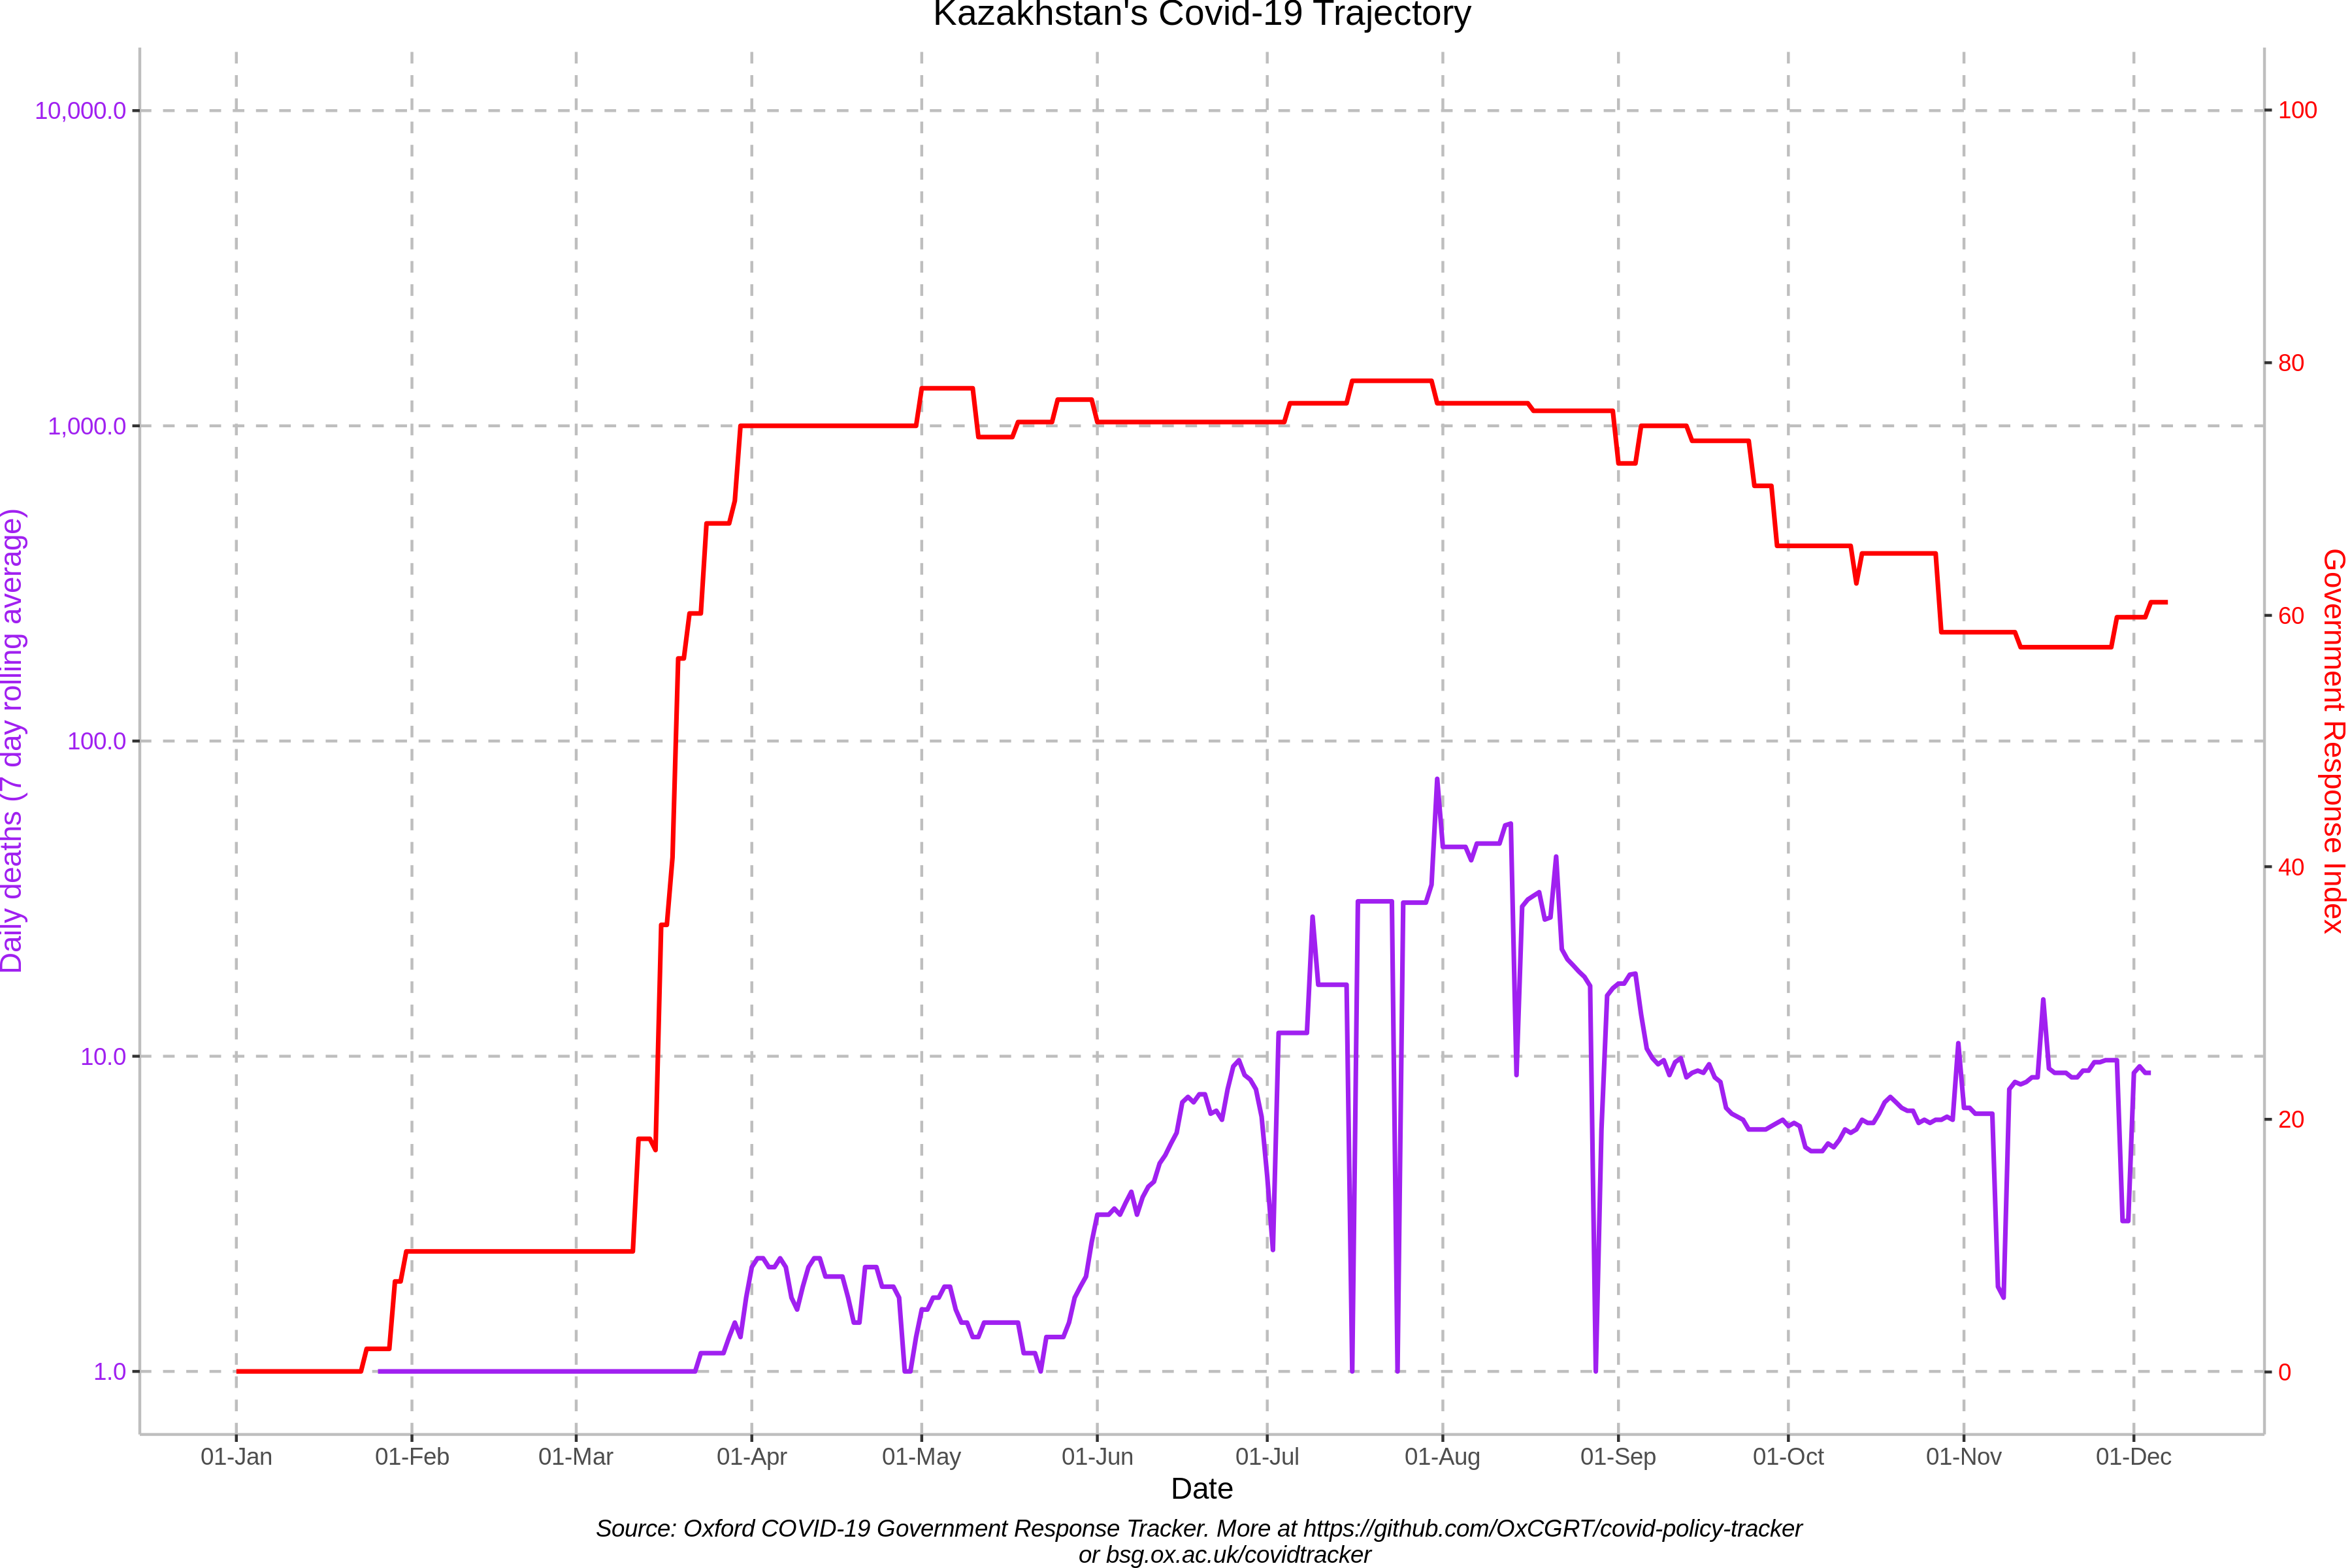 Kazakhstan's Covid-19 Trajectory
10,000.0
1,000.0
100.0
10.0
1.0
Daily deaths (7 day rolling average)
100
80
60
40
20
0
Government Response Index
01-Jan 01-Feb 01-Mar 01-Apr 01-May 01-Jun 01-Jul 01-Aug 01-Sep 01-Oct 01-Nov 01-Dec
Date
Source: Oxford COVID-19 Government Response Tracker. More at https://github.com/OxCGRT/covid-policy-tracker
or bsg.ox.ac.uk/covidtracker